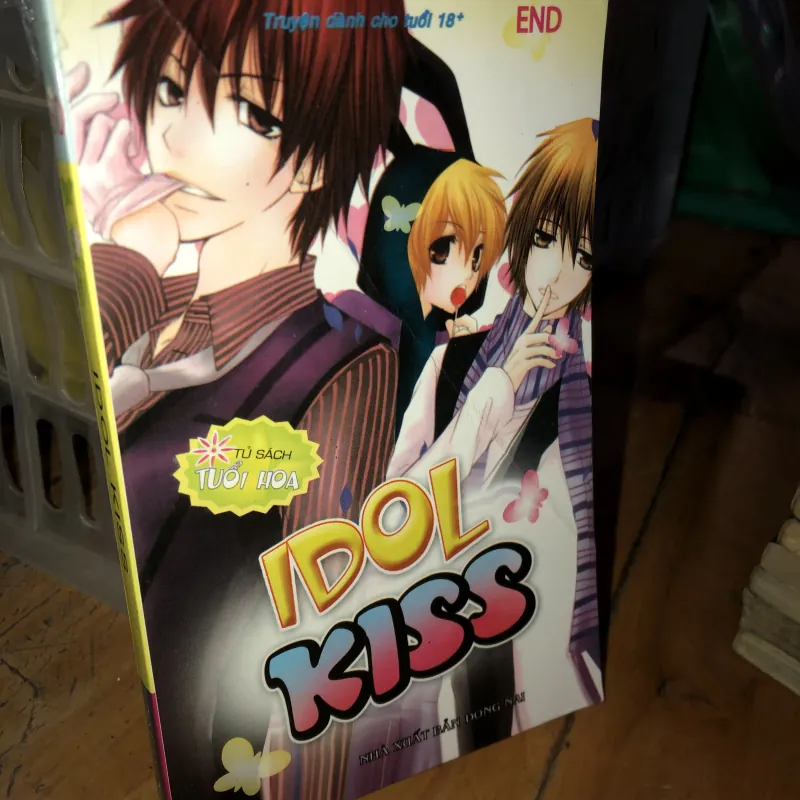 Truyện dành cho tuổi 18+
END
TỦ SÁCH
TUỔI HOA
IDOL
KISS
NHÀ XUẤT BẢN ĐỒNG NAI
IDOL KISS